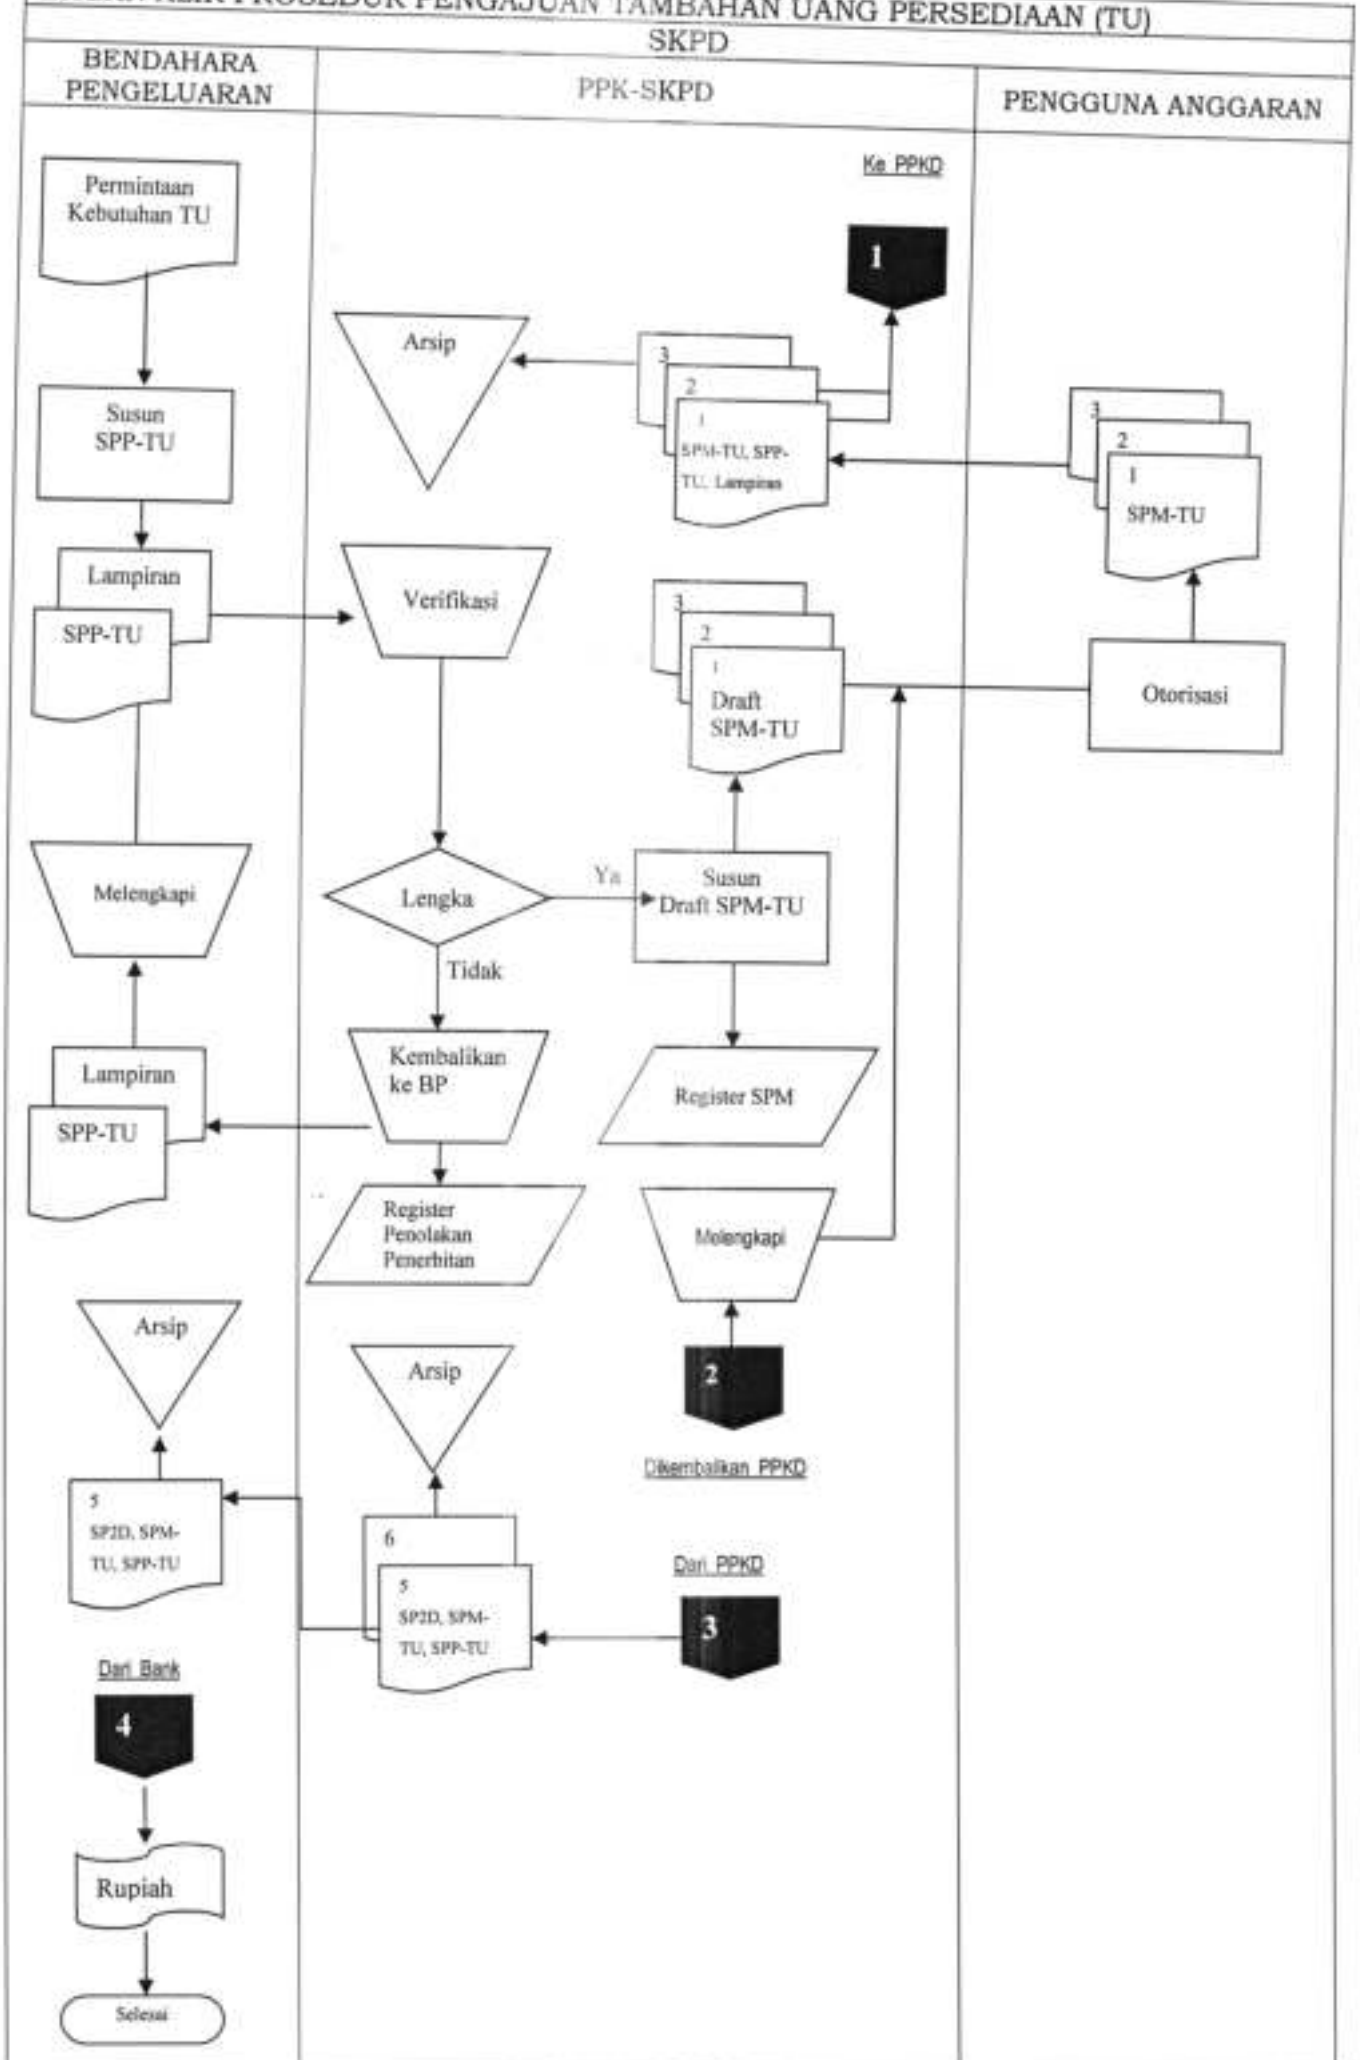 ALIR PROSEDUR PENGAJUAN TAMBAHAN UANG PERSEDIAAN (TU)
SKPD
BENDAHARA
PENGELUARAN
PPK-SKPD
PENGGUNA ANGGARAN
Permintaan
Kebutuhan TU
Ke PPKD
1
Arsip
3
2
1
SPM-TU, SPP-
TU, Lampiran
3
2
1
SPM-TU
Susun
SPP-TU
Lampiran
SPP-TU
Verifikasi
3
2
1
Draft
SPM-TU
Otorisasi
Melengkapi
Lengka
Ya
Tidak
Susun
Draft SPM-TU
Lampiran
SPP-TU
Kembalikan
ke BP
Register SPM
Register
Penolakan
Penerbitan
Melengkapi
Arsip
Arsip
2
Dikembalikan PPKD
5
SP2D, SPM-
TU, SPP-TU
6
5
SP2D, SPM-
TU, SPP-TU
Dari PPKD
3
Dari Bank
4
Rupiah
Selesai